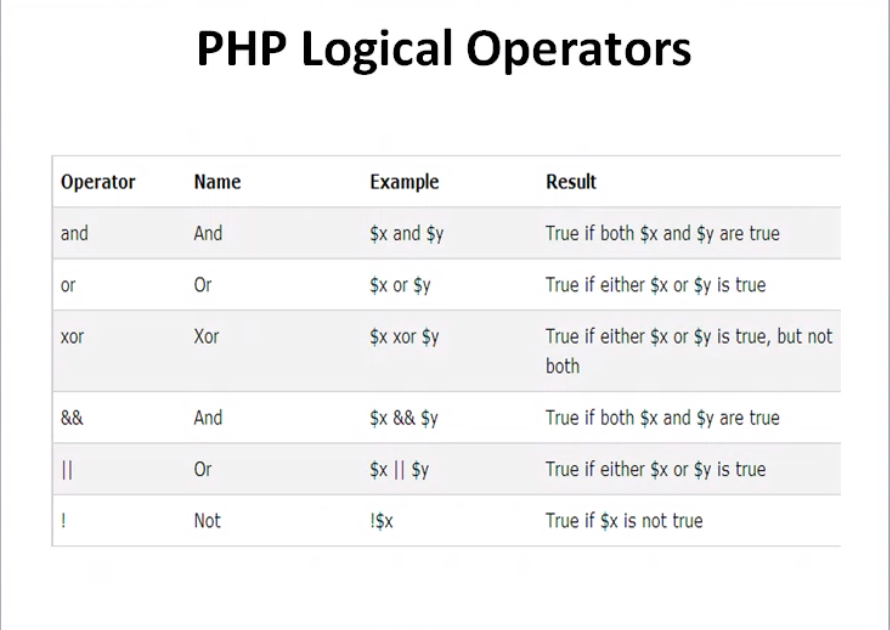 PHP Logical Operators
Operator Name Example Result
and And $x and $y True if both $x and $y are true
or Or $x or $y True if either $x or $y is true
xor Xor $x xor $y True if either $x or $y is true, but not
both
&& And $x && $y True if both $x and $y are true
|| Or $x || $y True if either $x or $y is true
! Not !$x True if $x is not true